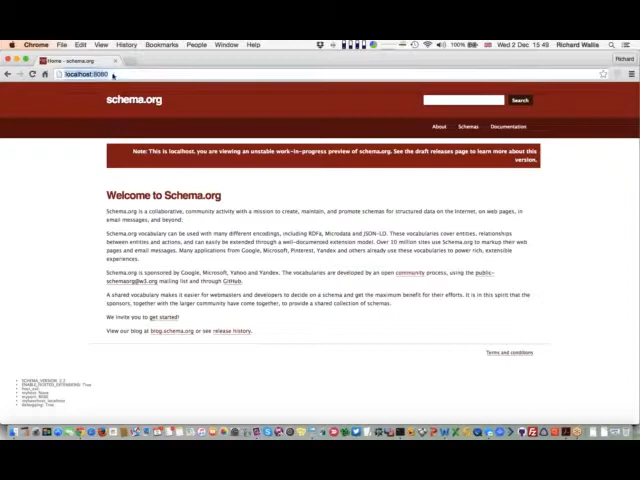 Chrome File Edit View History Bookmarks People Window Help 100% Wed 2 Dec 15:49 Richard Wallis
Home - schema.org
Richard
localhost:8080
schema.org
Search
About Schemas Documentation
Note: This is localhost. you are viewing an unstable work-in-progress preview of schema.org. See the draft releases page to learn more about this
version.
Welcome to Schema.org
Schema.org is a collaborative, community activity with a mission to create, maintain, and promote schemas for structured data on the Internet, on web pages, in
email messages, and beyond.
Schema.org vocabulary can be used with many different encodings, including RDFa, Microdata and JSON-LD. These vocabularies cover entities, relationships
between entities and actions, and can easily be extended through a well-documented extension model. Over 10 million sites use Schema.org to markup their
web pages and email messages. Many applications from Google, Microsoft, Pinterest, Yandex and others already use these vocabularies to power rich, extensible
experiences.
Schema.org is sponsored by Google, Microsoft, Yahoo and Yandex. The vocabularies are developed by an open community process, using the public-
schemaorg@w3.org mailing list and through GitHub.
A shared vocabulary makes it easier for webmasters and developers to decide on a schema and get the maximum benefit for their efforts. It is in this spirit that the
sponsors, together with the larger community have come together, to provide a shared collection of schemas.
We invite you to get started!
View our blog at blog.schema.org or see release history.
Terms and conditions
SCHEMA_VERSION: 2.2
ENABLE_HOSTED_EXTENSIONS: True
myhost: None
myport: 8080
debugging: True